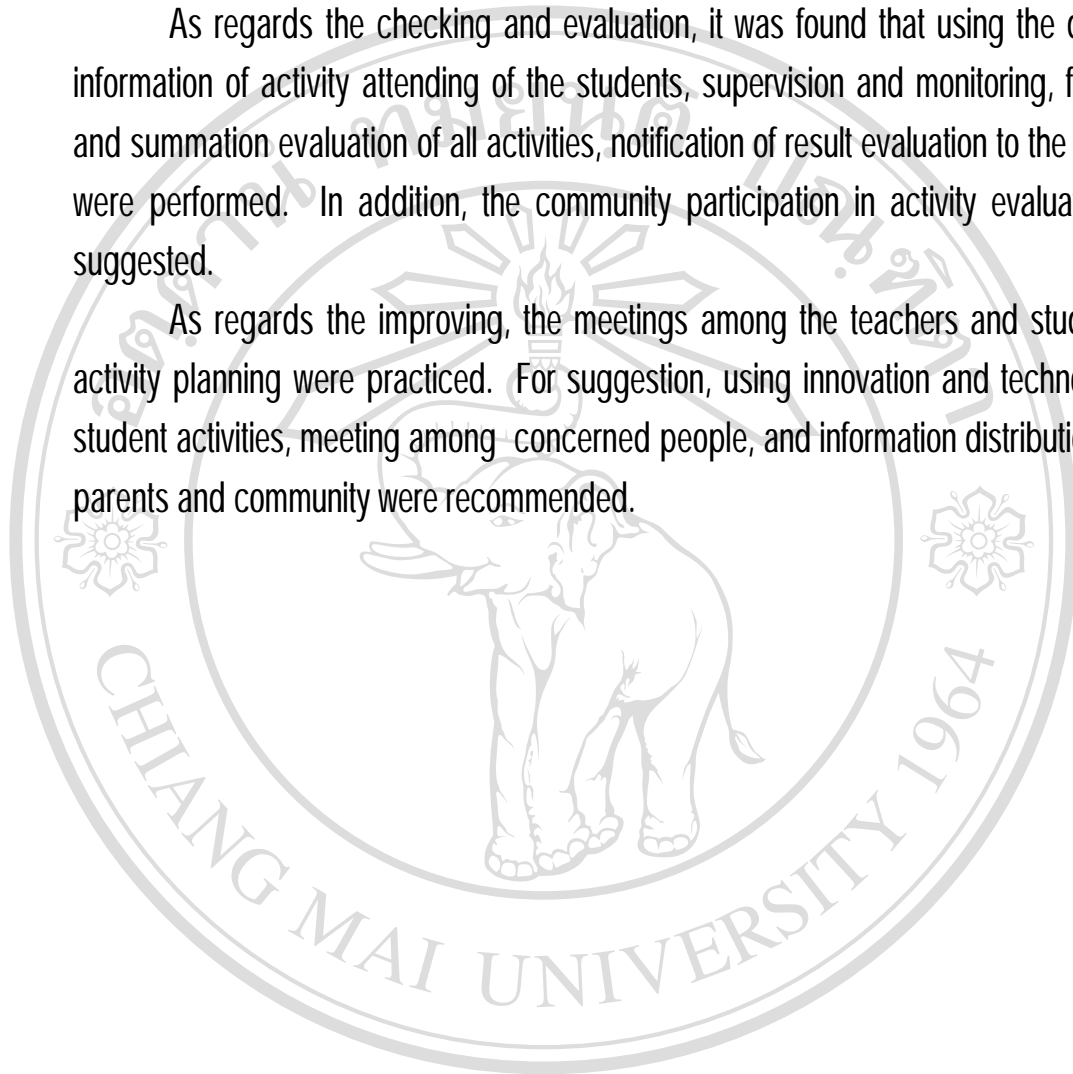 As regards the checking and evaluation, it was found that using the
information of activity attending of the students, supervision and monitoring,
and summation evaluation of all activities, notification of result evaluation to the
were performed. In addition, the community participation in activity
suggested.
As regards the improving, the meetings among the teachers and
activity planning were practiced. For suggestion, using innovation and
student activities, meeting among concerned people, and information
parents and community were recommended.
CHIANG MAI UNIVERSITY 1964